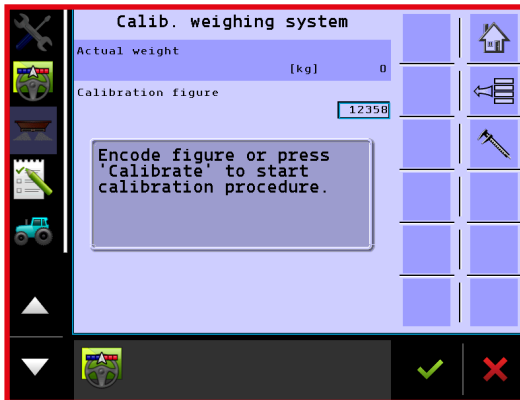 Calib. weighing system
Actual weight
[kg] 0
Calibration figure
12358
Encode figure or press
'Calibrate' to start
calibration procedure.